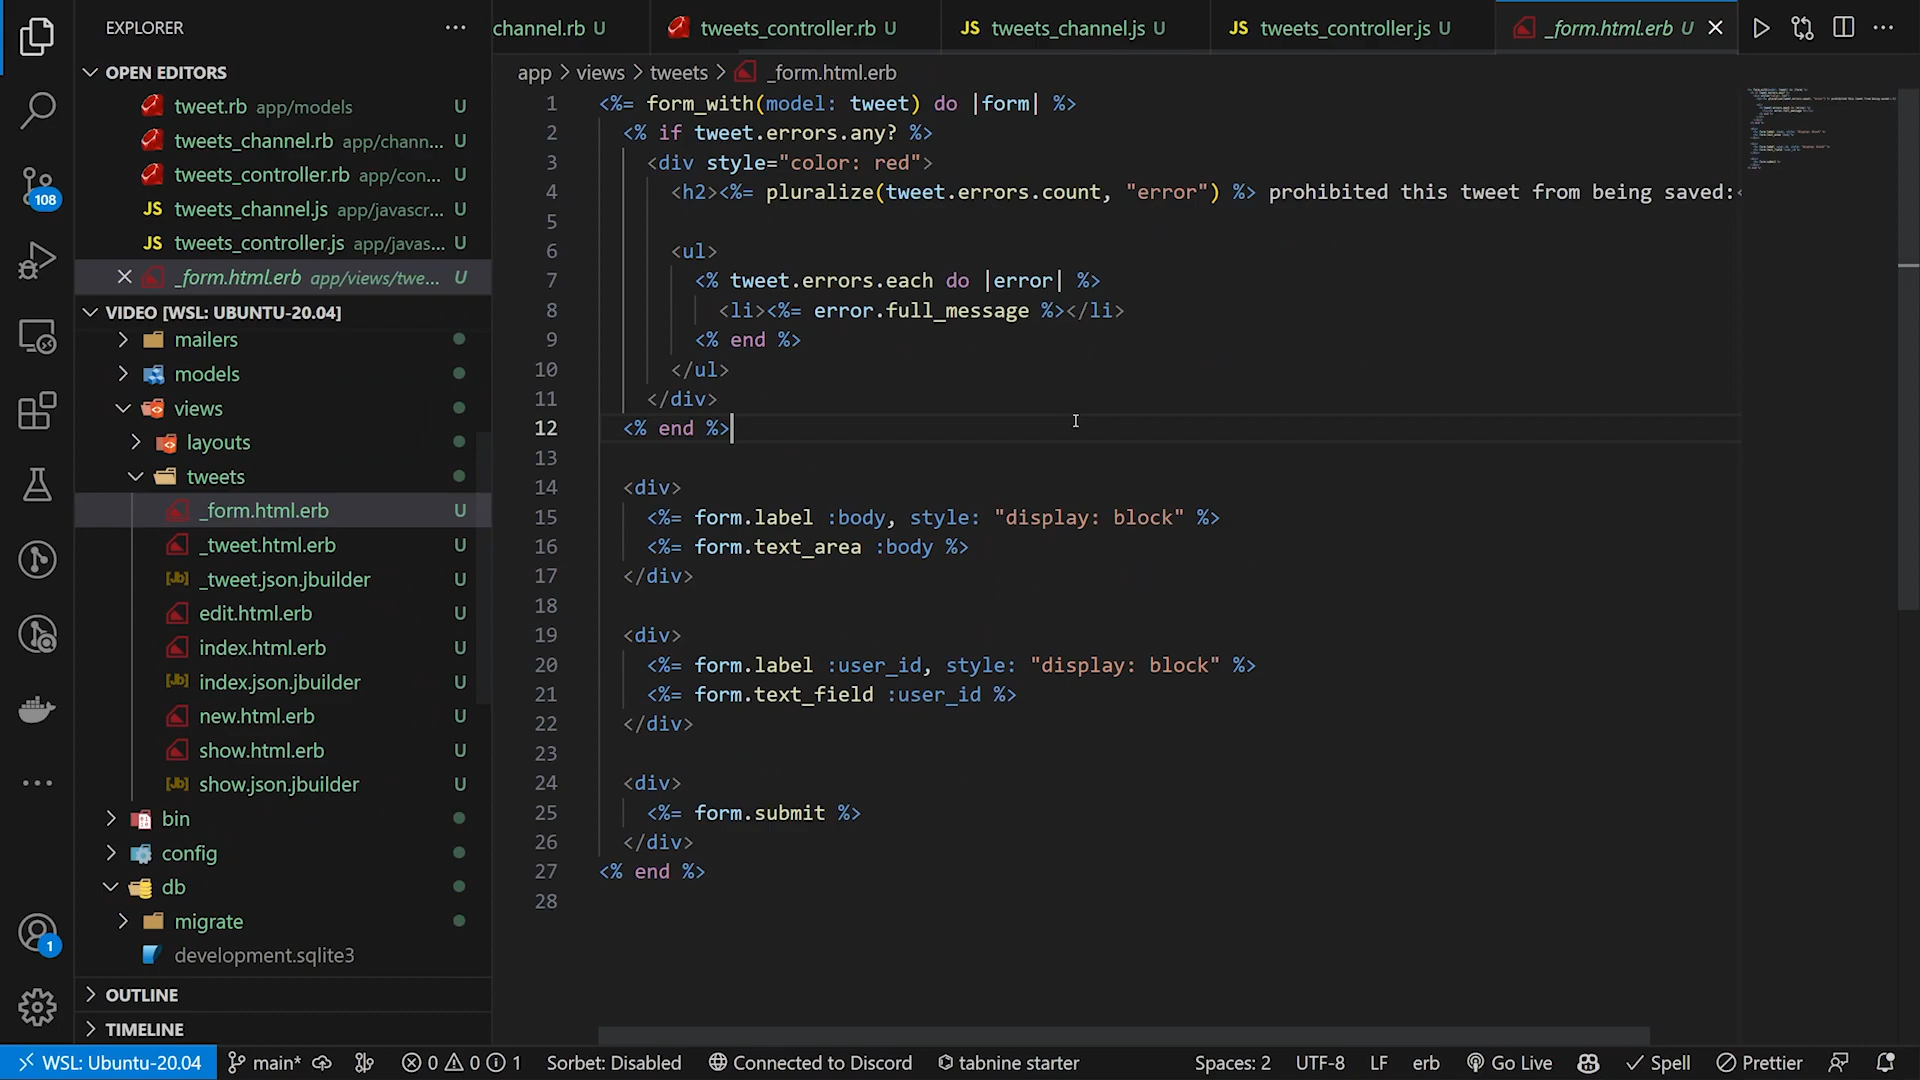 EXPLORER
OPEN EDITORS
tweet.rb app/models U
tweets_channel.rb app/chann... U
tweets_controller.rb app/con... U
JS tweets_channel.js app/javascr... U
JS tweets_controller.js app/javas... U
_form.html.erb app/views/twe... U
VIDEO [WSL: UBUNTU-20.04]
mailers
models
views
layouts
tweets
_form.html.erb U
_tweet.html.erb U
_tweet.json.jbuilder U
edit.html.erb U
index.html.erb U
index.json.jbuilder U
new.html.erb U
show.html.erb U
show.json.jbuilder U
bin
config
db
migrate
development.sqlite3
OUTLINE
TIMELINE
108
1
channel.rb U
tweets_controller.rb U
JS tweets_channel.js U
JS tweets_controller.js U
_form.html.erb U
app > views > tweets > _form.html.erb
1 <%= form_with(model: tweet) do |form| %>
2 <% if tweet.errors.any? %>
3 <div style="color: red">
4 <h2><%= pluralize(tweet.errors.count, "error") %> prohibited this tweet from being saved:<
5
6 <ul>
7 <% tweet.errors.each do |error| %>
8 <li><%= error.full_message %></li>
9 <% end %>
10 </ul>
11 </div>
12 <% end %>
13
14 <div>
15 <%= form.label :body, style: "display: block" %>
16 <%= form.text_area :body %>
17 </div>
18
19 <div>
20 <%= form.label :user_id, style: "display: block" %>
21 <%= form.text_field :user_id %>
22 </div>
23
24 <div>
25 <%= form.submit %>
26 </div>
27 <% end %>
28
WSL: Ubuntu-20.04 main* 0 0 1 Sorbet: Disabled Connected to Discord tabnine starter Spaces: 2 UTF-8 LF erb Go Live Spell Prettier